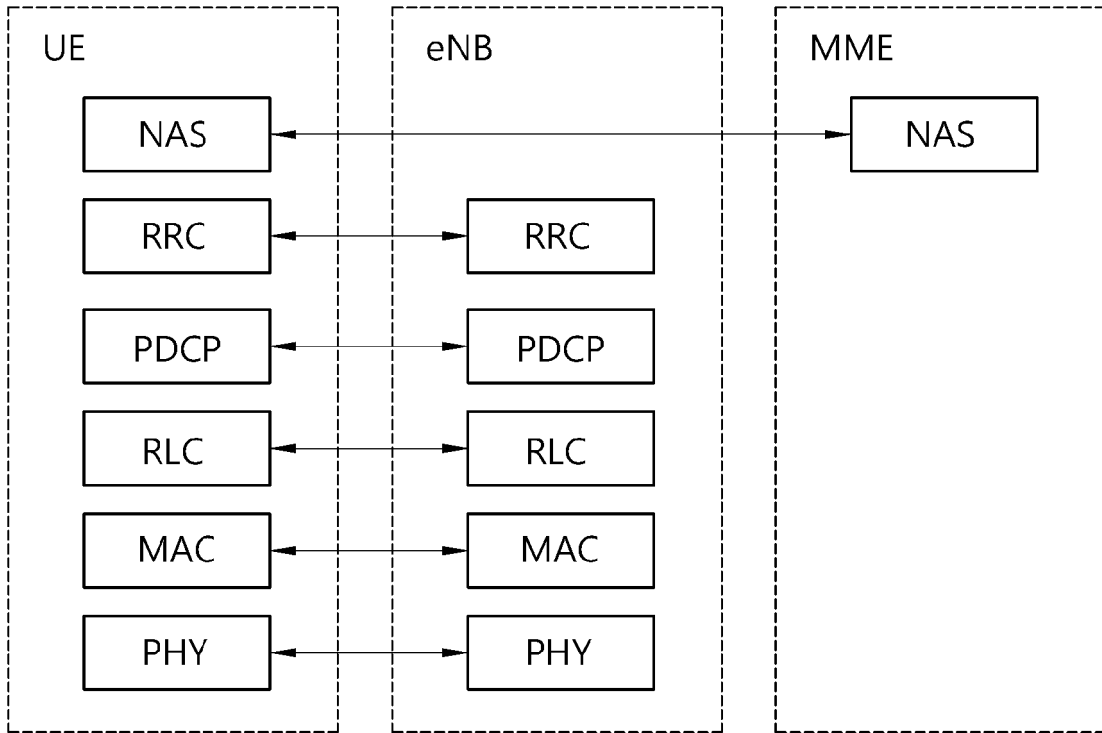 UE eNB MME
NAS NAS
RRC RRC
PDCP PDCP
RLC RLC
MAC MAC
PHY PHY